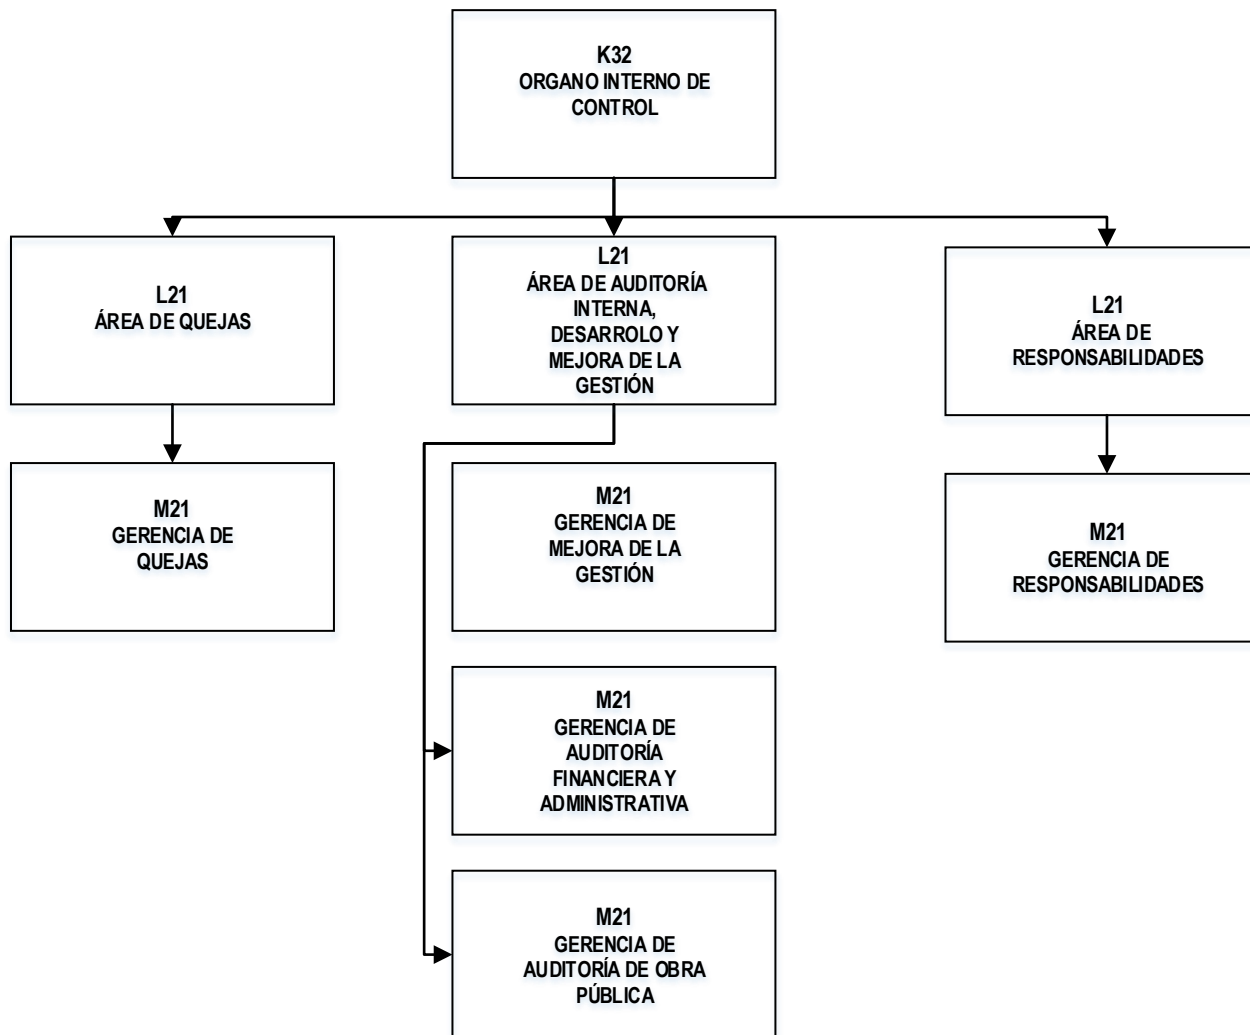 K32
ORGANO INTERNO DE
CONTROL
L21
ÁREA DE QUEJAS
L21
ÁREA DE AUDITORÍA
INTERNA,
DESARROLO Y
MEJORA DE LA
GESTIÓN
L21
ÁREA DE
RESPONSABILIDADES
M21
GERENCIA DE
QUEJAS
M21
GERENCIA DE
MEJORA DE LA
GESTIÓN
M21
GERENCIA DE
RESPONSABILIDADES
M21
GERENCIA DE
AUDITORÍA
FINANCIERA Y
ADMINISTRATIVA
M21
GERENCIA DE
AUDITORÍA DE OBRA
PÚBLICA